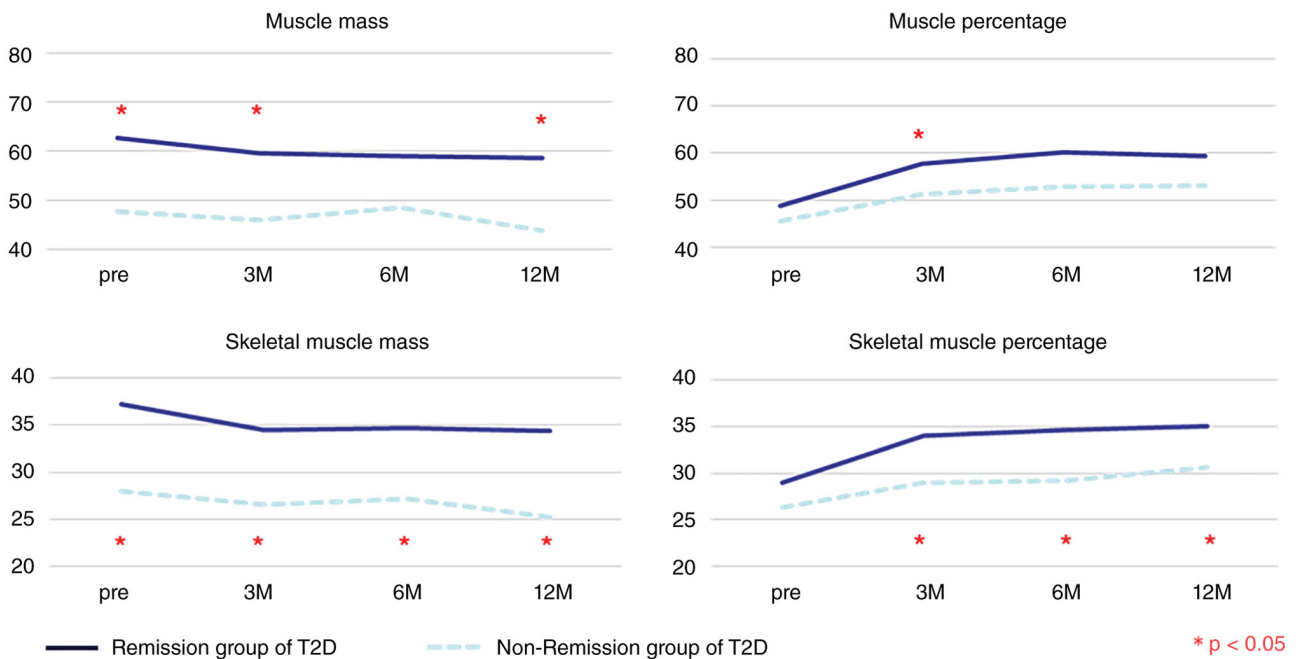 Muscle mass
80
70
* * *
60
50
40
pre 3M 6M 12M
Muscle percentage
80
70
*
60
50
40
pre 3M 6M 12M
Skeletal muscle mass
40
35
30
25
* * * *
20
pre 3M 6M 12M
Skeletal muscle percentage
40
35
30
25
* * *
20
pre 3M 6M 12M
Remission group of T2D
Non-Remission group of T2D
* p < 0.05